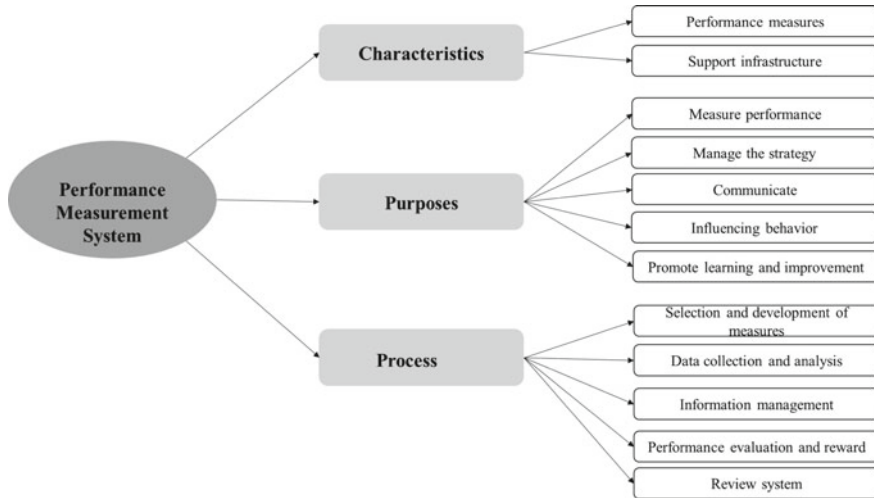 Performance
Measurement
System
Characteristics
Performance measures
Support infrastructure
Purposes
Measure performance
Manage the strategy
Communicate
Influencing behavior
Promote learning and improvement
Process
Selection and development of
measures
Data collection and analysis
Information management
Performance evaluation and reward
Review system